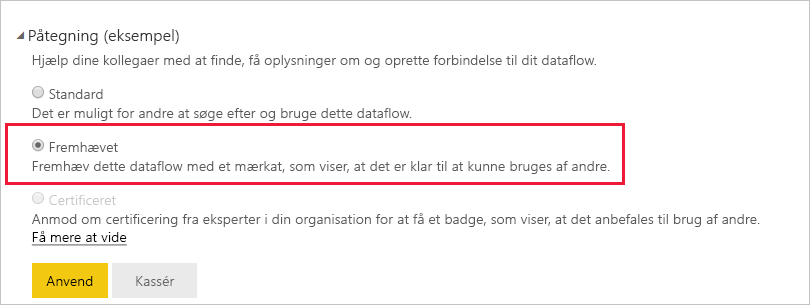 Påtegning (eksempel)
Hjælp dine kollegaer med at finde, få oplysninger om og oprette forbindelse til dit dataflow.
Standard
Det er muligt for andre at søge efter og bruge dette dataflow.
Fremhævet
Fremhæv dette dataflow med et mærkat, som viser, at det er klar til at kunne bruges af andre.
Certificeret
Anmod om certificering fra eksperter i din organisation for at få et badge, som viser, at det anbefales til brug af andre.
Få mere at vide
Anvend Kassér